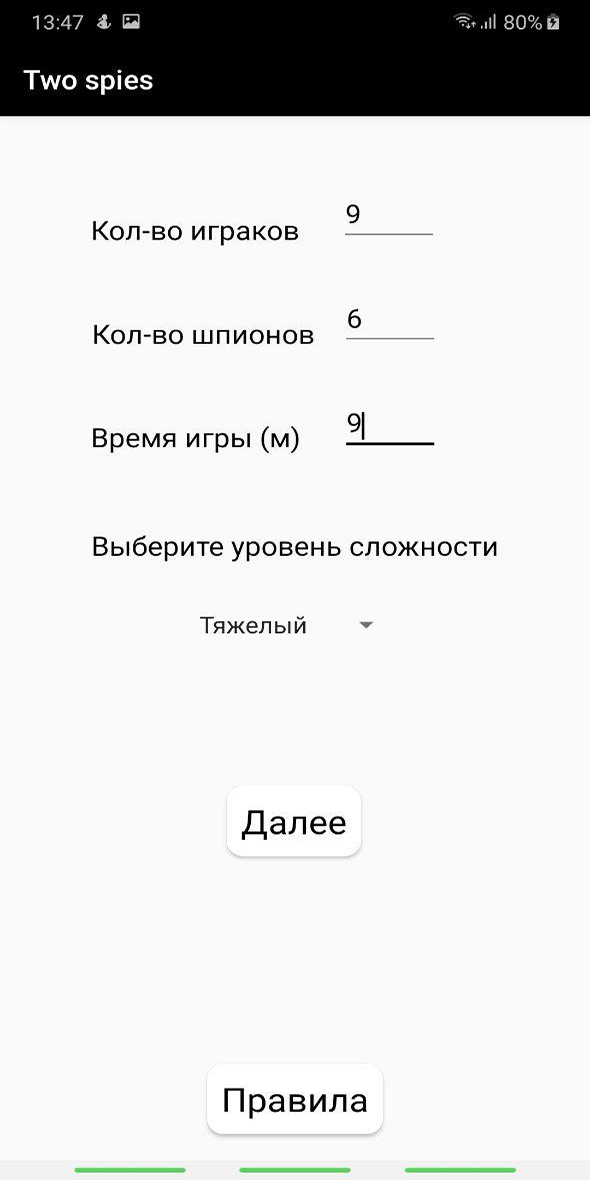 13:47 80%
Two spies
Кол-во играков 9
Кол-во шпионов 6
Время игры (м) 9
Выберите уровень сложности
Тяжелый
Далее
Правила